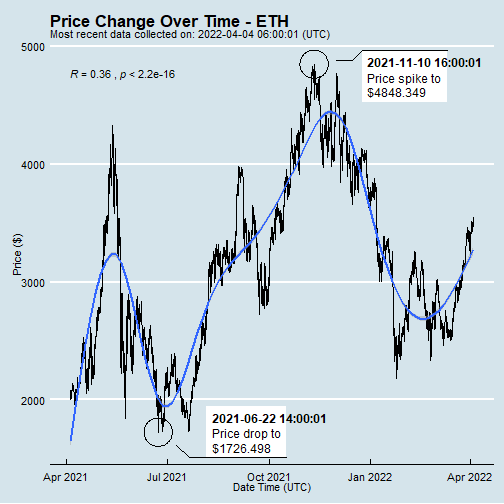 Price Change Over Time - ETH
Most recent data collected on: 2022-04-04 06:00:01 (UTC)
5000
R = 0.36 , p < 2.2e-16
2021-11-10 16:00:01
Price spike to
$4848.349
4000
Price ($)
3000
2000
2021-06-22 14:00:01
Price drop to
$1726.498
Apr 2021
Jul 2021
Oct 2021
Jan 2022
Apr 2022
Date Time (UTC)